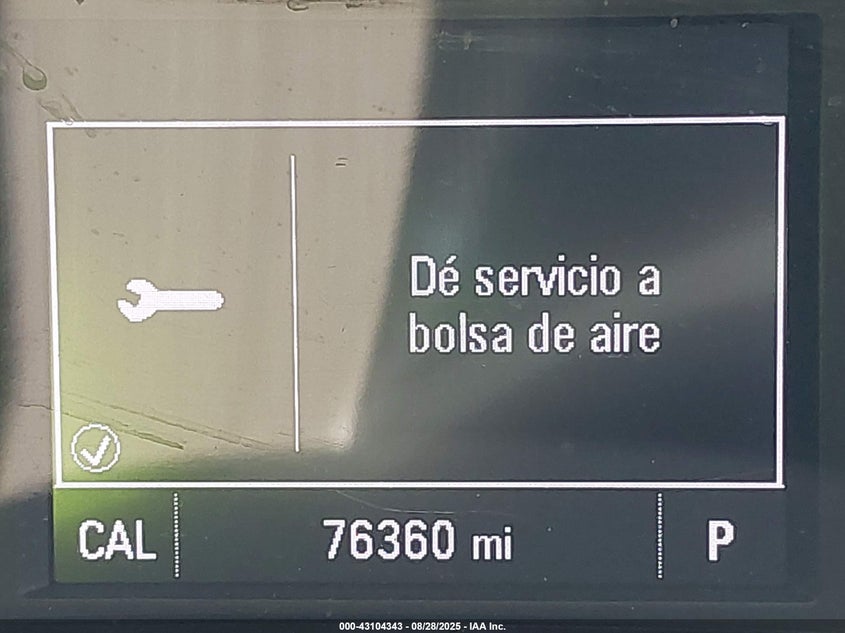 Dé servicio a
bolsa de aire
CAL 76360 mi P
000-43104343 - 08/28/2025 - IAA Inc.